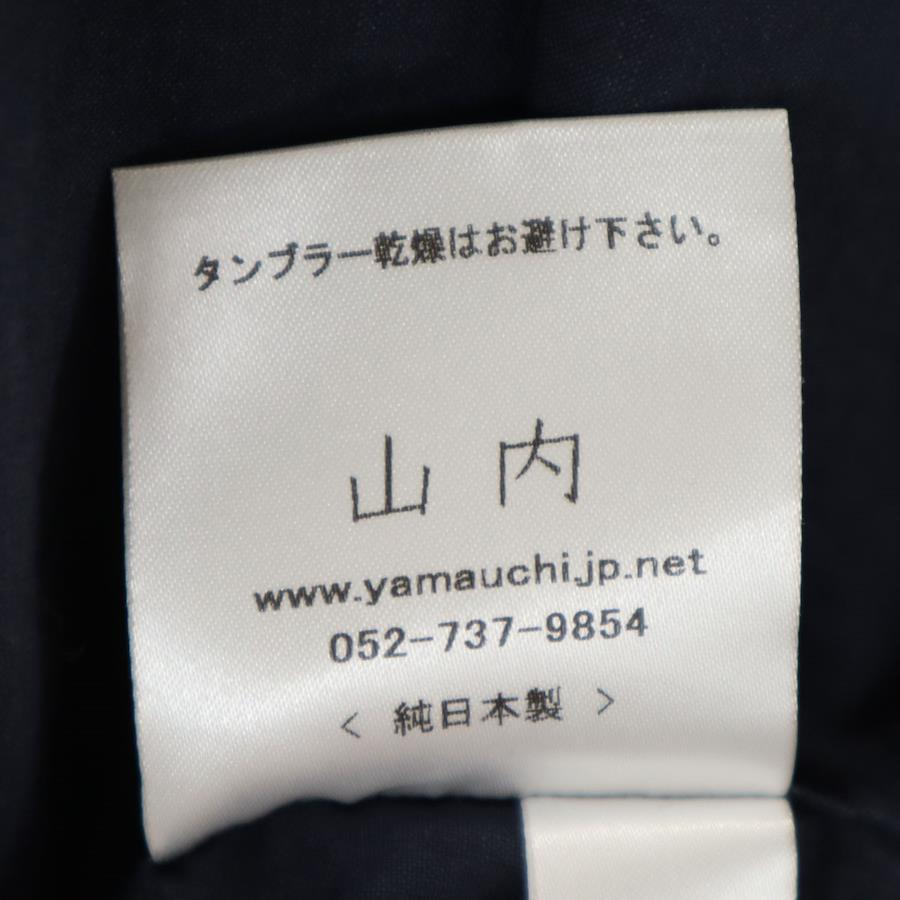 タンブラー乾燥はお避け下さい。
山内
www.yamauchi.jp.net
052-737-9854
< 純日本製 >